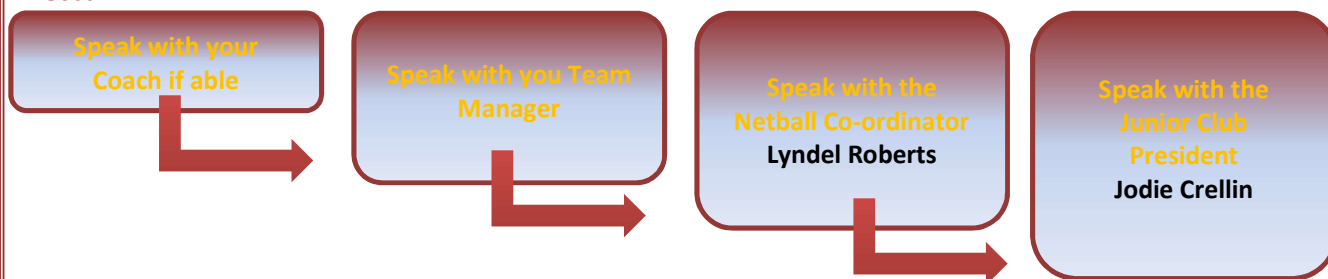 Speak with your
Coach if able
Speak with you Team
Manager
Speak with the
Netball Co-ordinator
Lyndel Roberts
Speak with the
Junior Club
President
Jodie Crellin